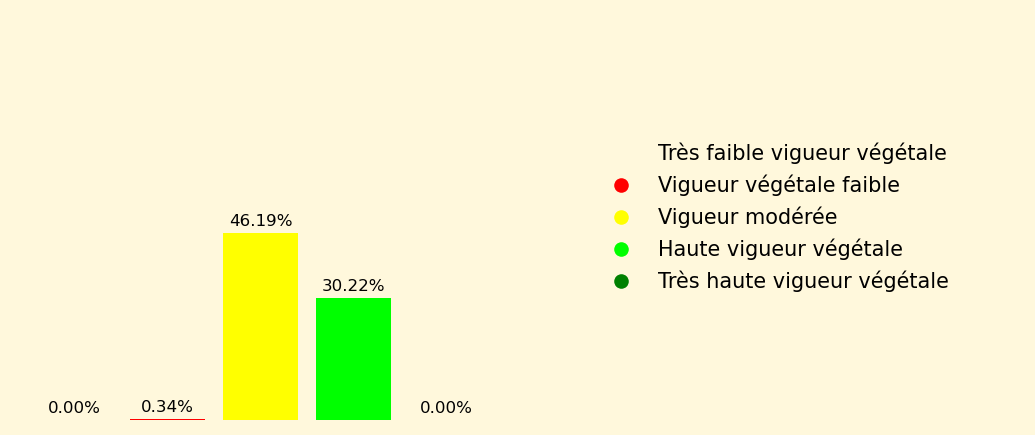 Très faible vigueur végétale
Vigueur végétale faible
46.19%
Vigueur modérée
Haute vigueur végétale
30.22%
Très haute vigueur végétale
0.00%
0.34%
0.00%